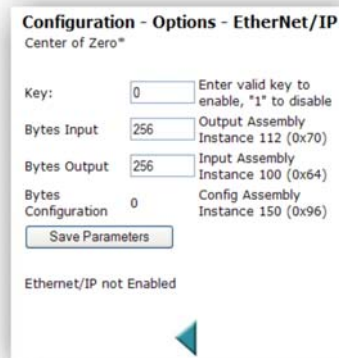 Configuration - Options - EtherNet/IP
Center of Zero"
Key: 0 Enter valid key to
enable, "1" to disable
Bytes Input 256 Output Assembly
Instance 112 (0x70)
Bytes Output 256 Input Assembly
Instance 100 (0x64)
Bytes
Configuration 0 Config Assembly
Instance 150 (0x96)
Save Parameters
Ethernet/IP not Enabled